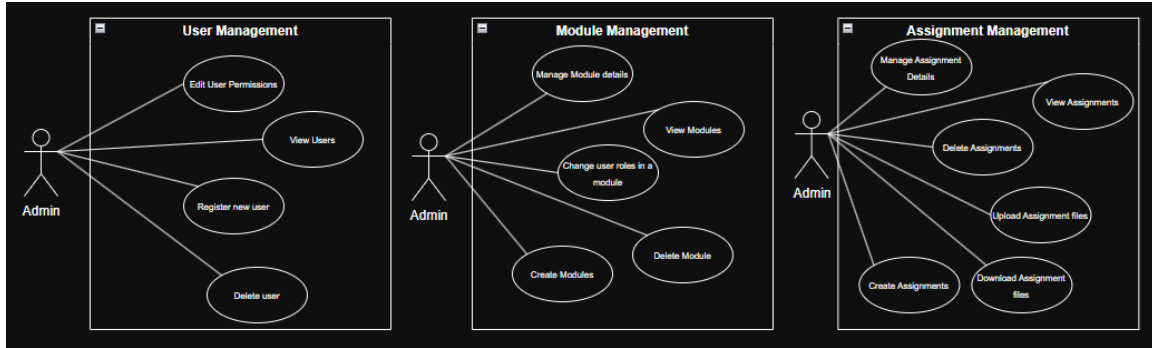 User Management
Edit User Permissions
View Users
Register new user
Delete user
Admin
Module Management
Manage Module details
View Modules
Change user roles in a
module
Delete Module
Create Modules
Admin
Assignment Management
Manage Assignment
Details
View Assignments
Delete Assignments
Upload Assignment files
Download Assignment
files
Create Assignments
Admin